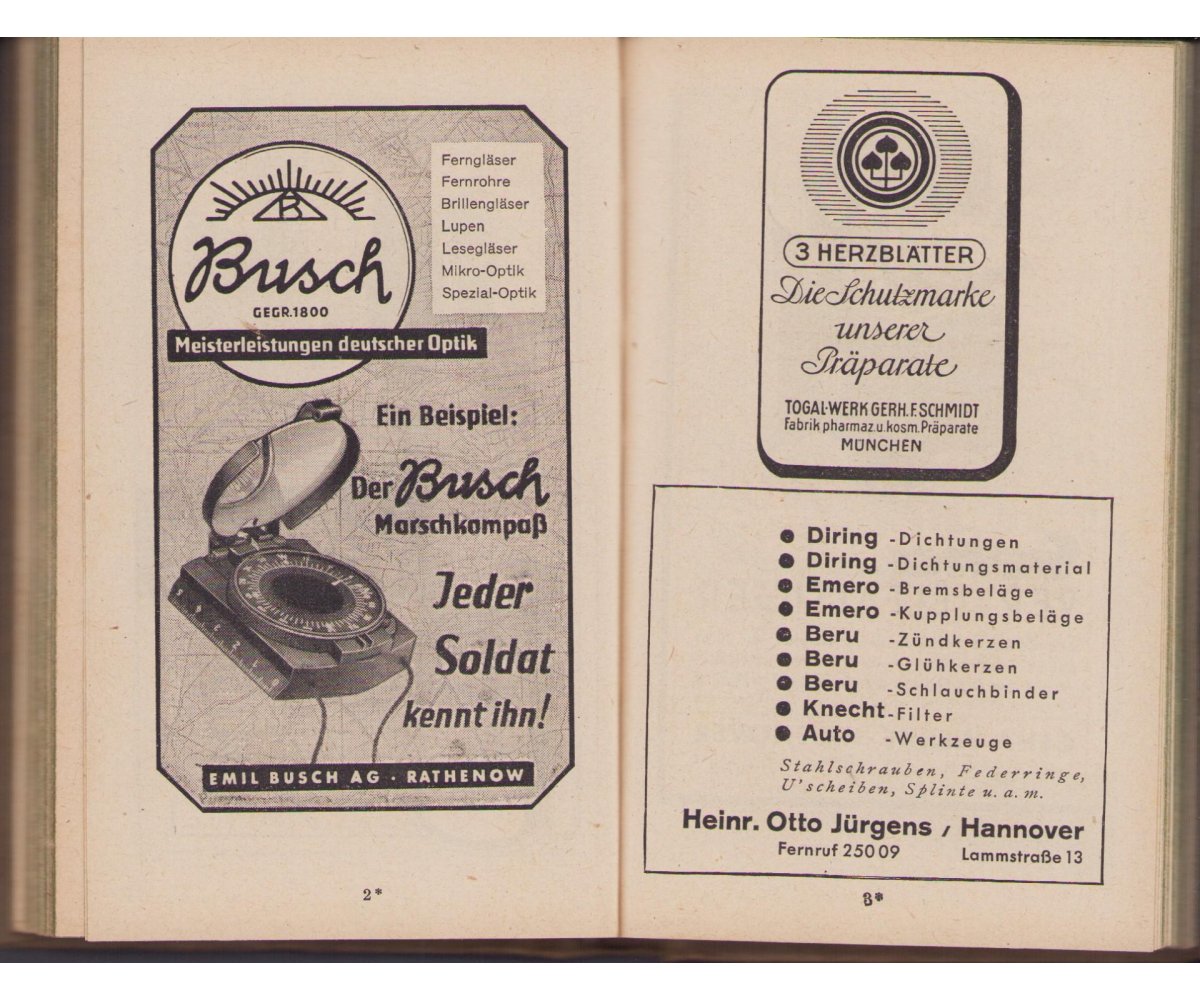 B
Busch
GEGR. 1800
Meisterleistungen deutscher Optik
Ferngläser
Fernrohre
Brillengläser
Lupen
Lesegläser
Mikro-Optik
Spezial-Optik
Ein Beispiel:
Der Busch
Marschkompaß
Jeder
Soldat
kennt ihn!
EMIL BUSCH AG · RATHENOW
2*
3 HERZBLÄTTER
Die Schutzmarke
unserer
Präparate
TOGAL-WERK GERH. F. SCHMIDT
Fabrik pharmaz. u. kosm. Präparate
MÜNCHEN
● Diring -Dichtungen
● Diring -Dichtungsmaterial
● Emero -Bremsbeläge
● Emero -Kupplungsbeläge
● Beru -Zündkerzen
● Beru -Glühkerzen
● Beru -Schlauchbinder
● Knecht -Filter
● Auto -Werkzeuge
Stahlschrauben, Federringe,
U'scheiben, Splinte u. a. m.
Heinr. Otto Jürgens / Hannover
Fernruf 250 09 Lammstraße 13
3*